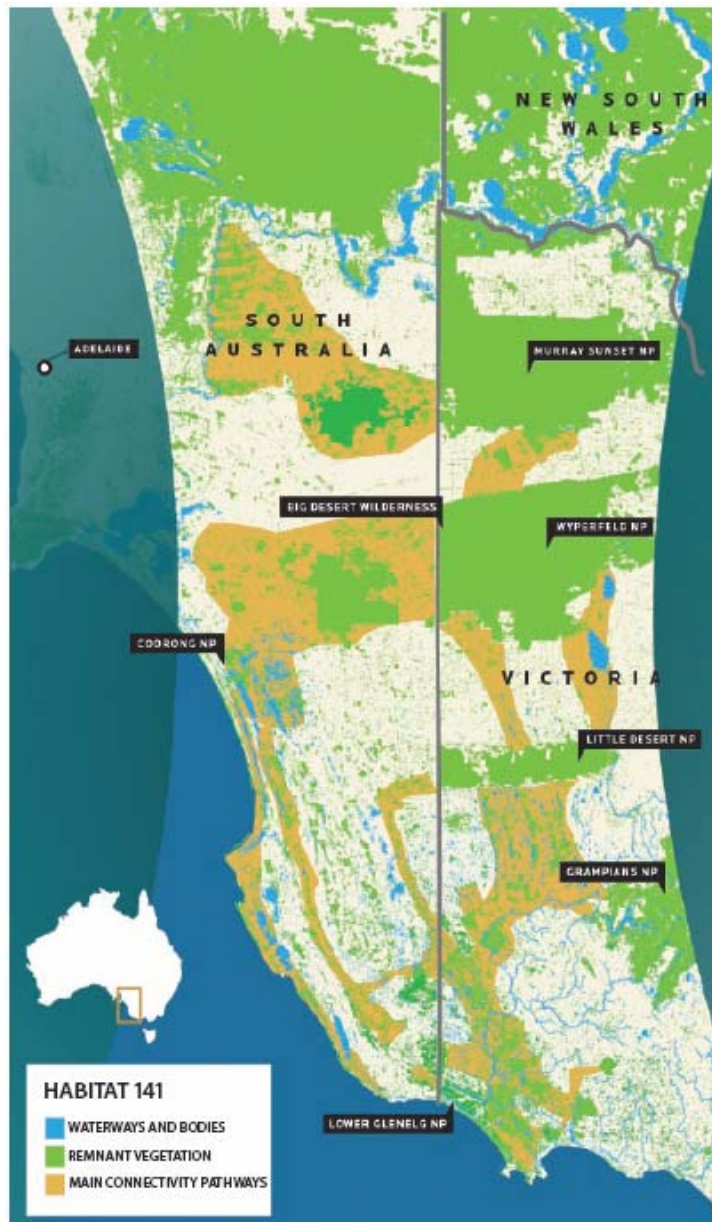 NEW SOUTH
WALES
SOUTH
AUSTRALIA
ADELAIDE
MURRAY SUNSET NP
BIG DESERT WILDERNESS
WYPERFELD NP
COORONG NP
VICTORIA
LITTLE DESERT NP
GRAMPIANS NP
HABITAT 141
WATERWAYS AND BODIES
REMNANT VEGETATION
MAIN CONNECTIVITY PATHWAYS
LOWER GLENELG NP